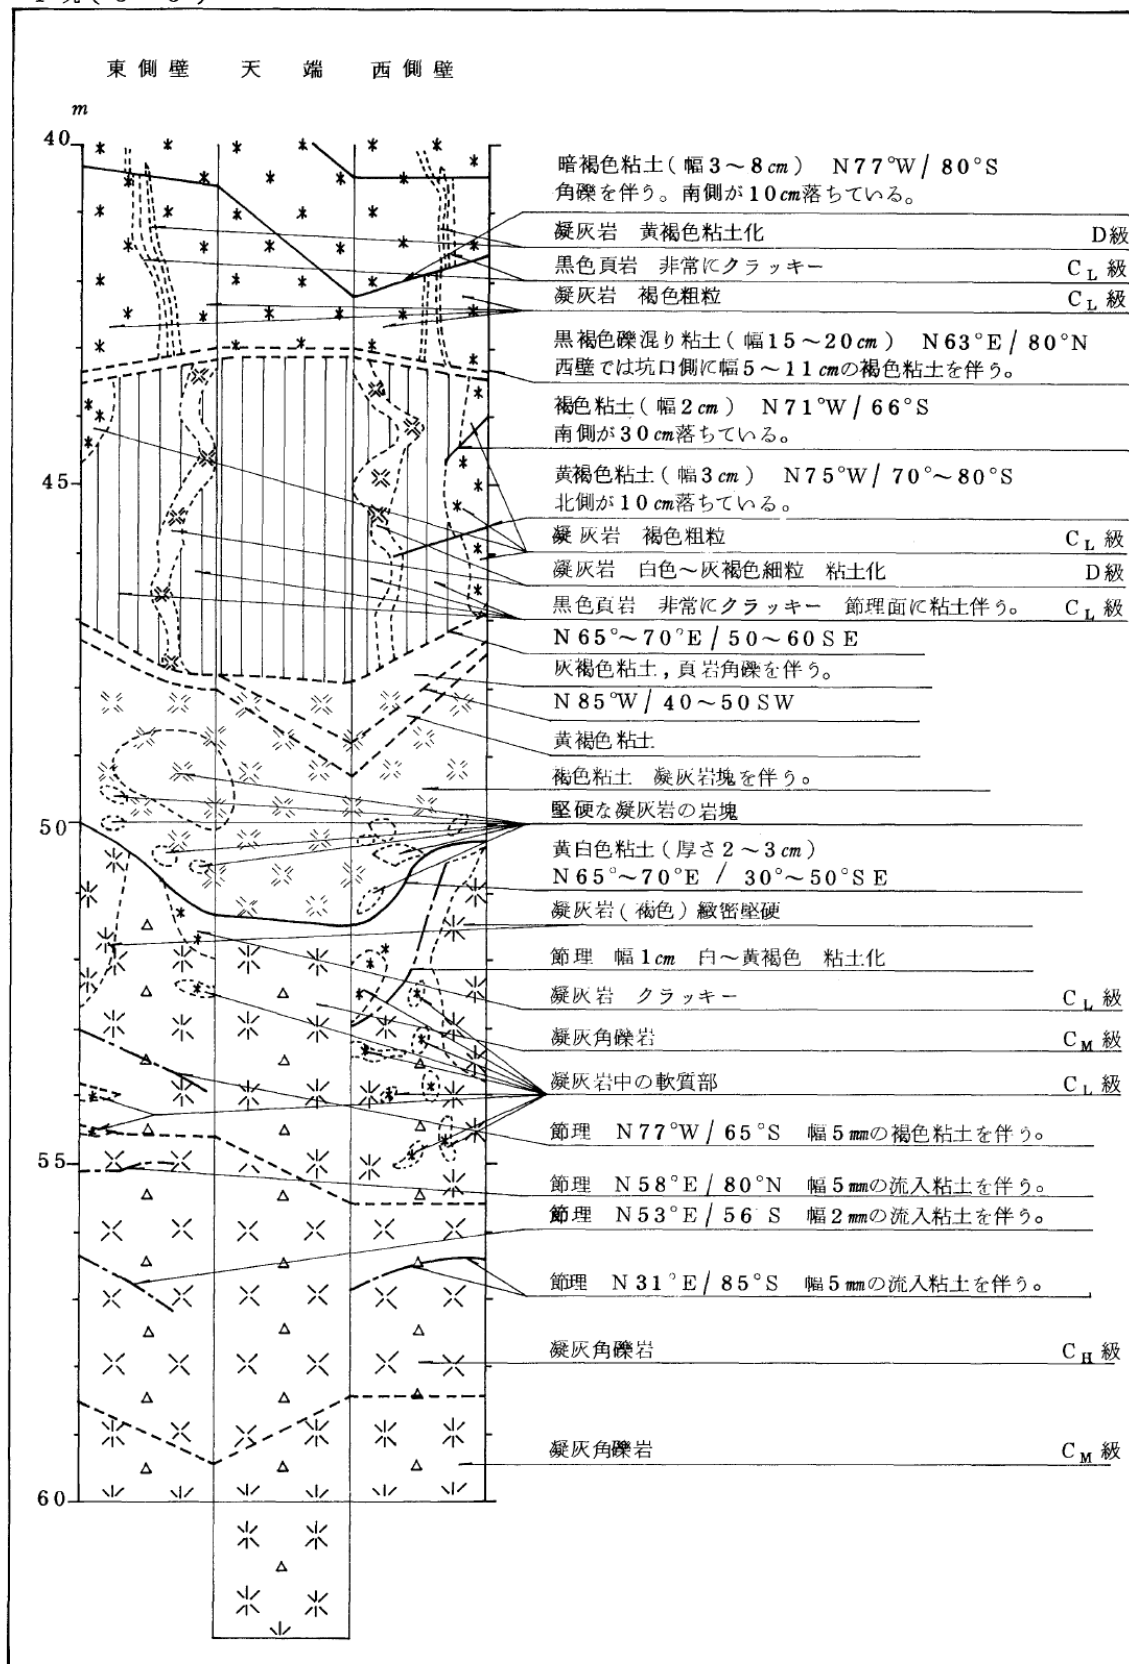 東側壁 天端 西側壁
m
40
暗褐色粘土(幅3~8cm) N77°W/80°S
角礫を伴う。南側が10cm落ちている。
凝灰岩 黄褐色粘土化 D級
黒色頁岩 非常にクラッキー CL級
凝灰岩 褐色粗粒 CL級
黒褐色礫混り粘土(幅15~20cm) N63°E/80°N
西壁では坑口側に幅5~11cmの褐色粘土を伴う。
褐色粘土(幅2cm) N71°W/66°S
南側が30cm落ちている。
45
黄褐色粘土(幅3cm) N75°W/70°~80°S
北側が10cm落ちている。
凝灰岩 褐色粗粒 CL級
凝灰岩 白色~灰褐色細粒 粘土化 D級
黒色頁岩 非常にクラッキー 節理面に粘土伴う。 CL級
N65°~70°E/50~60SE
灰褐色粘土,頁岩角礫を伴う。
N85°W/40~50SW
黄褐色粘土
褐色粘土 凝灰岩塊を伴う。
堅硬な凝灰岩の岩塊
50
黄白色粘土(厚さ2~3cm)
N65°~70°E / 30°~50°SE
凝灰岩(褐色)緻密堅硬
節理 幅1cm 白~黄褐色 粘土化
凝灰岩 クラッキー CL級
凝灰角礫岩 CM級
凝灰岩中の軟質部 CL級
節理 N77°W/65°S 幅5mmの褐色粘土を伴う。
55
節理 N58°E/80°N 幅5mmの流入粘土を伴う。
節理 N53°E/56°S 幅2mmの流入粘土を伴う。
節理 N31°E/85°S 幅5mmの流入粘土を伴う。
凝灰角礫岩 CH級
凝灰角礫岩 CM級
60